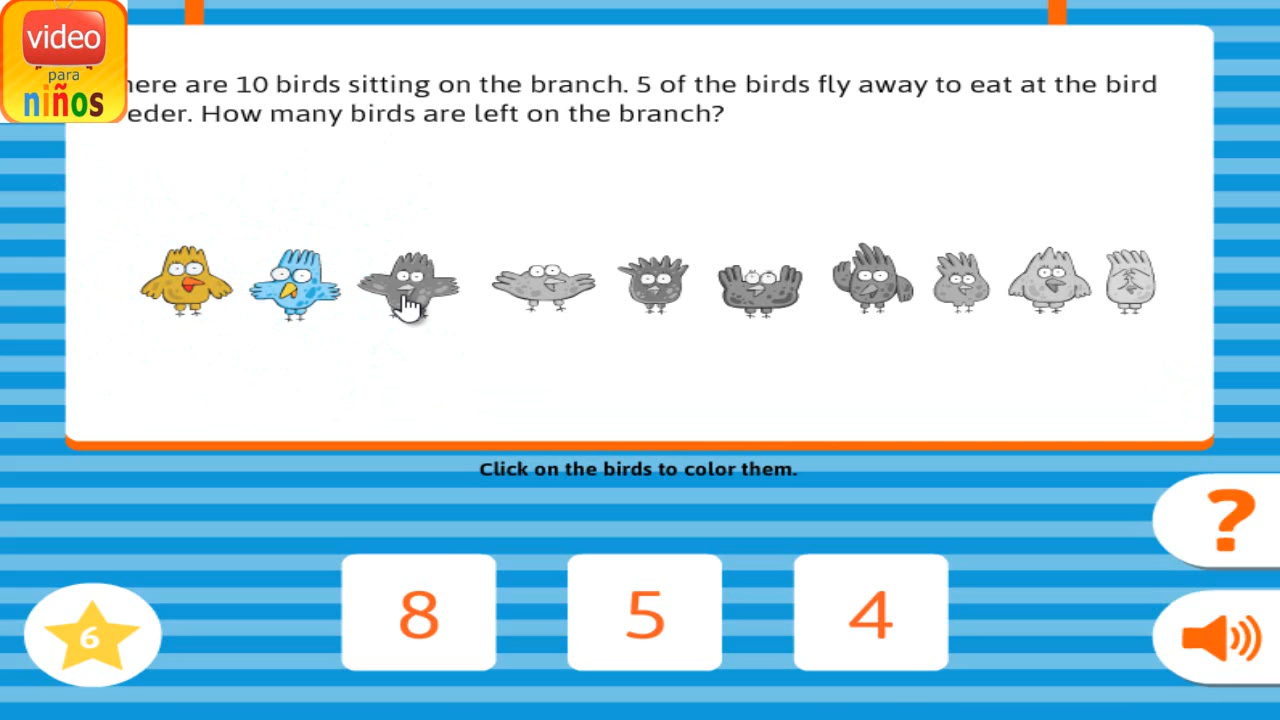 video
para
niños
here are 10 birds sitting on the branch. 5 of the birds fly away to eat at the bird
eder. How many birds are left on the branch?
Click on the birds to color them.
?
8 5 4
6